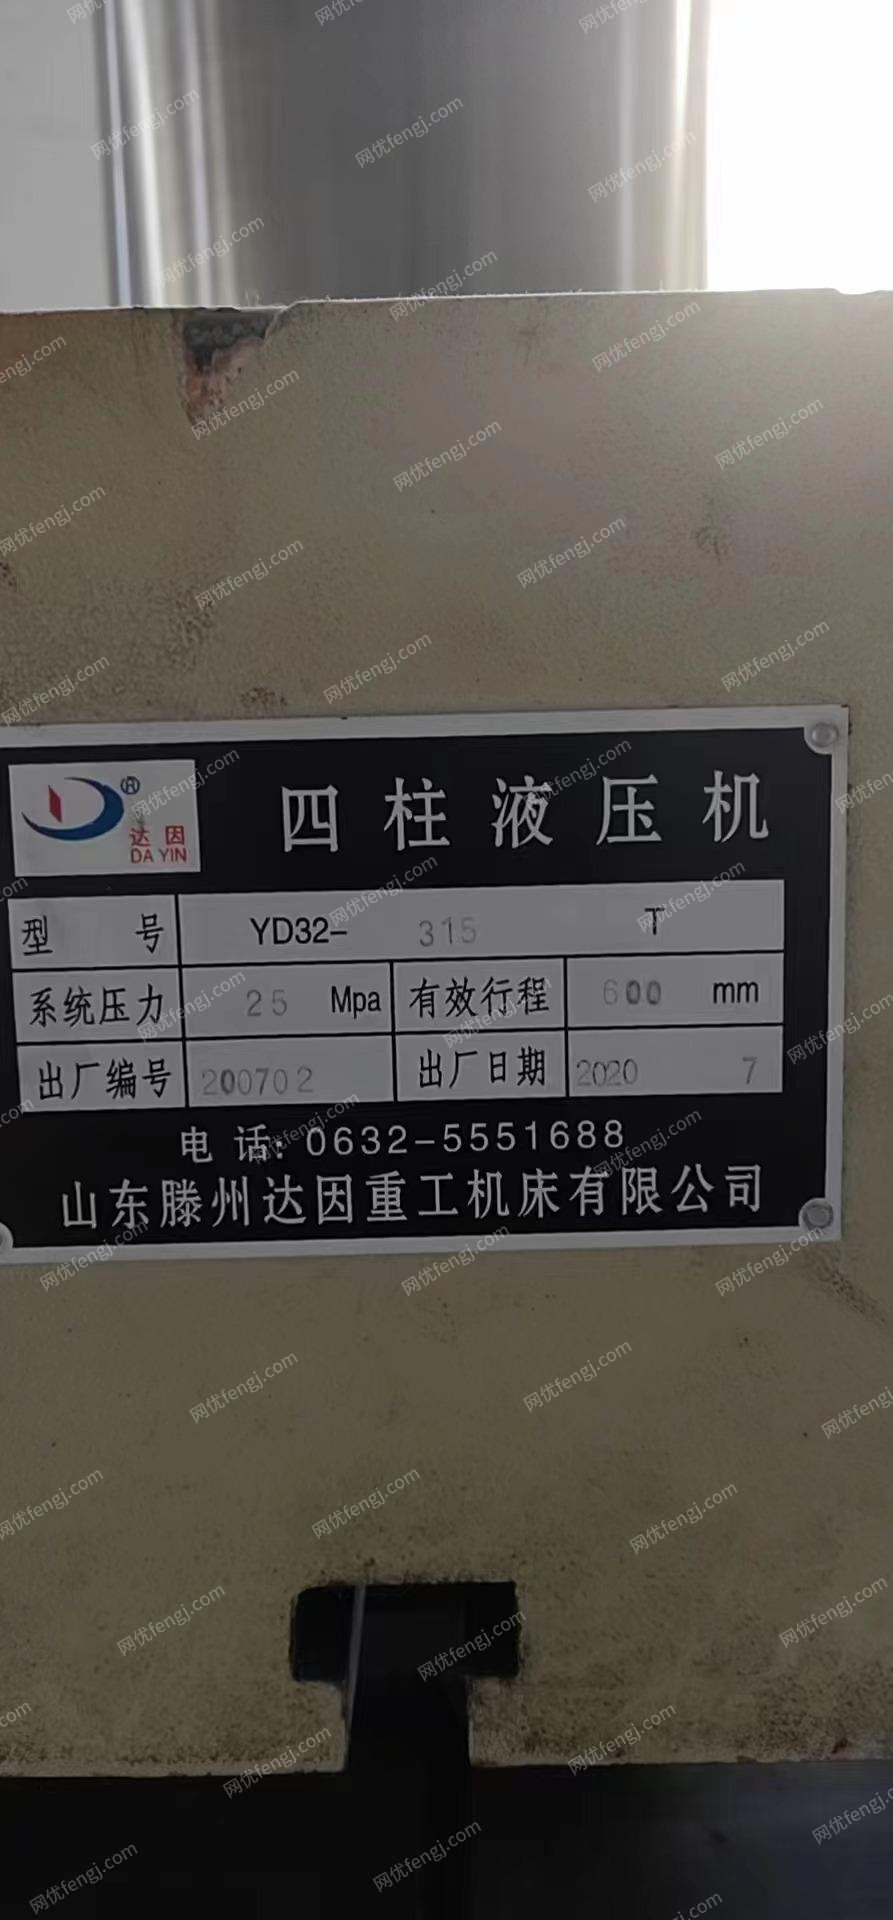 达因
DA YIN
®
四柱液压机
型号 YD32- 315 T
系统压力 25 Mpa 有效行程 600 mm
出厂编号 200702 出厂日期 2020 7
电话: 0632-5551688
山东滕州达因重工机床有限公司
网优fengj.com